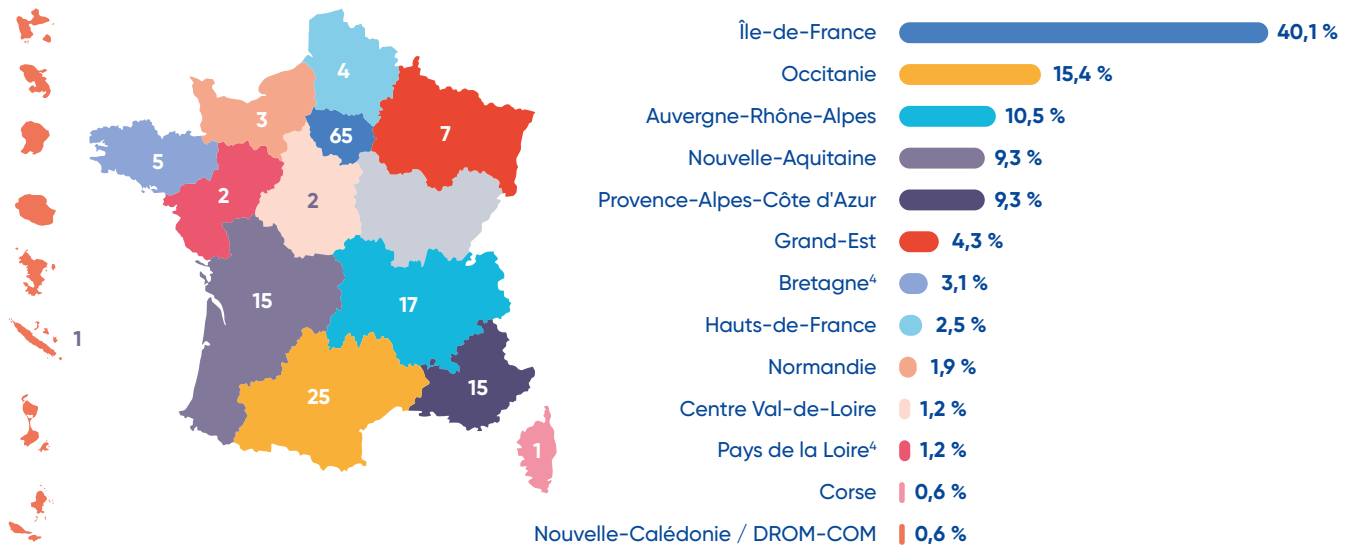 4
3
65
7
5
2
2
15
17
1
25
15
1
Île-de-France 40,1 %
Occitanie 15,4 %
Auvergne-Rhône-Alpes 10,5 %
Nouvelle-Aquitaine 9,3 %
Provence-Alpes-Côte d'Azur 9,3 %
Grand-Est 4,3 %
Bretagne⁴ 3,1 %
Hauts-de-France 2,5 %
Normandie 1,9 %
Centre Val-de-Loire 1,2 %
Pays de la Loire⁴ 1,2 %
Corse 0,6 %
Nouvelle-Calédonie / DROM-COM 0,6 %